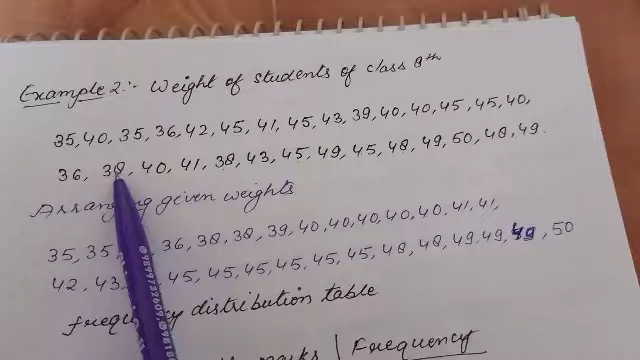 Example 2:- Weight of students of class 8th
35, 40, 35, 36, 42, 45, 41, 45, 43, 39, 40, 40, 45, 45, 40,
36, 38, 40, 41, 38, 43, 45, 49, 45, 48, 49, 50, 48, 49.
Arranging given weights
35, 35, 36, 38, 38, 39, 40, 40, 40, 40, 40, 41, 41,
42, 43, 45, 45, 45, 45, 45, 45, 48, 48, 49, 49, 49, 50
frequency distribution table
marks | Frequency